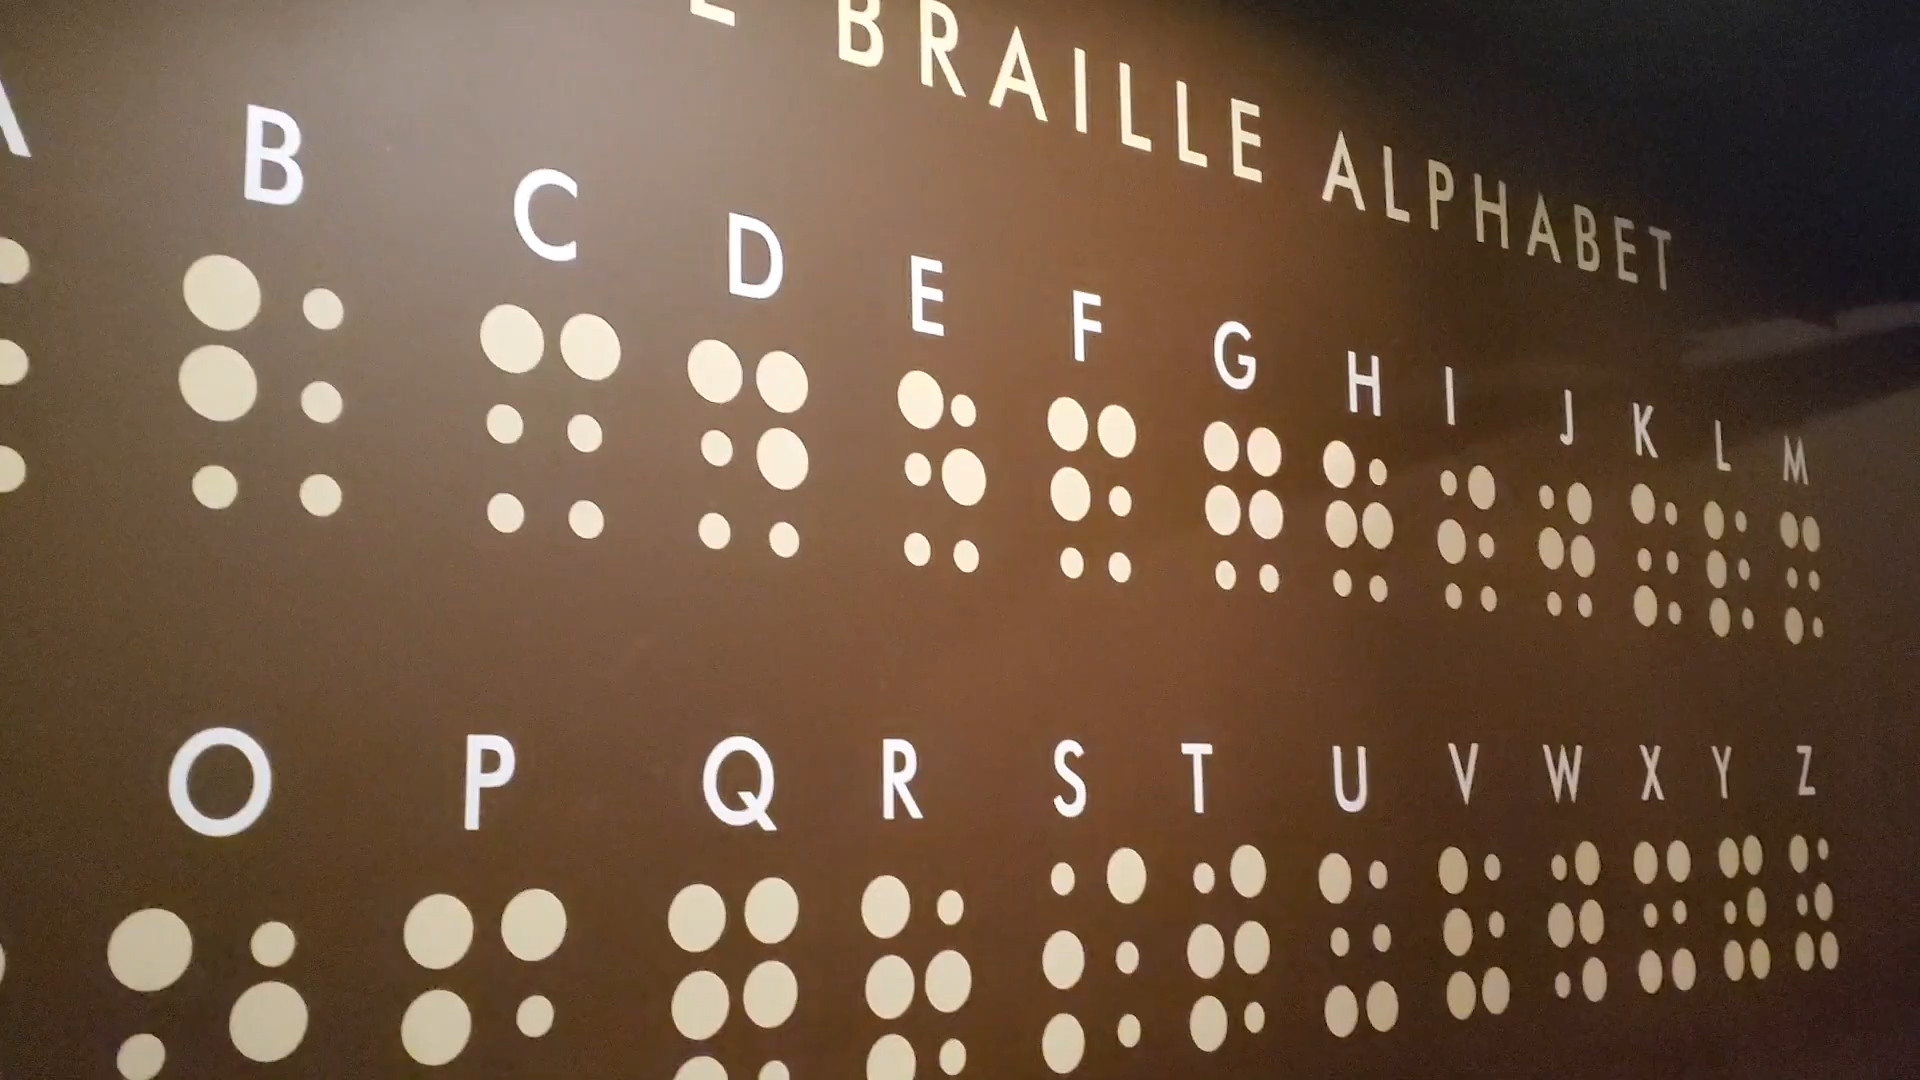 BRAILLE ALPHABET
A B C D E F G H I J K L M
O P Q R S T U V W X Y Z